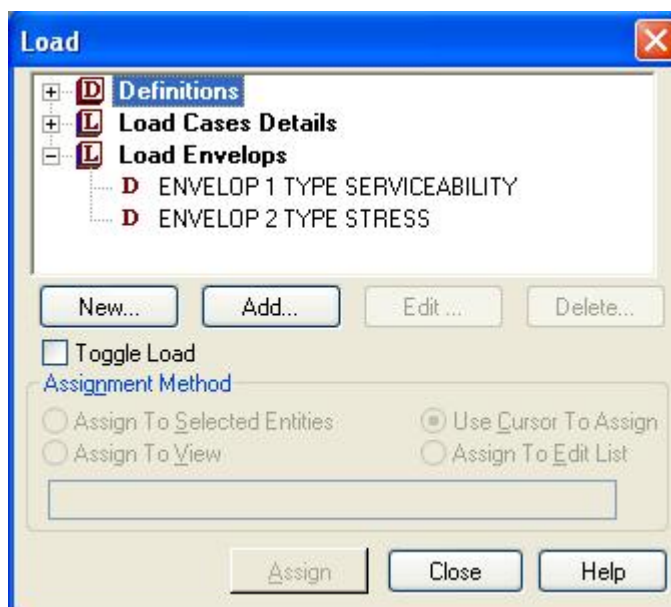 Load
D Definitions
L Load Cases Details
L Load Envelops
D ENVELOP 1 TYPE SERVICEABILITY
D ENVELOP 2 TYPE STRESS
New... Add... Edit ... Delete...
Toggle Load
Assignment Method
Assign To Selected Entities Use Cursor To Assign
Assign To View Assign To Edit List
Assign Close Help